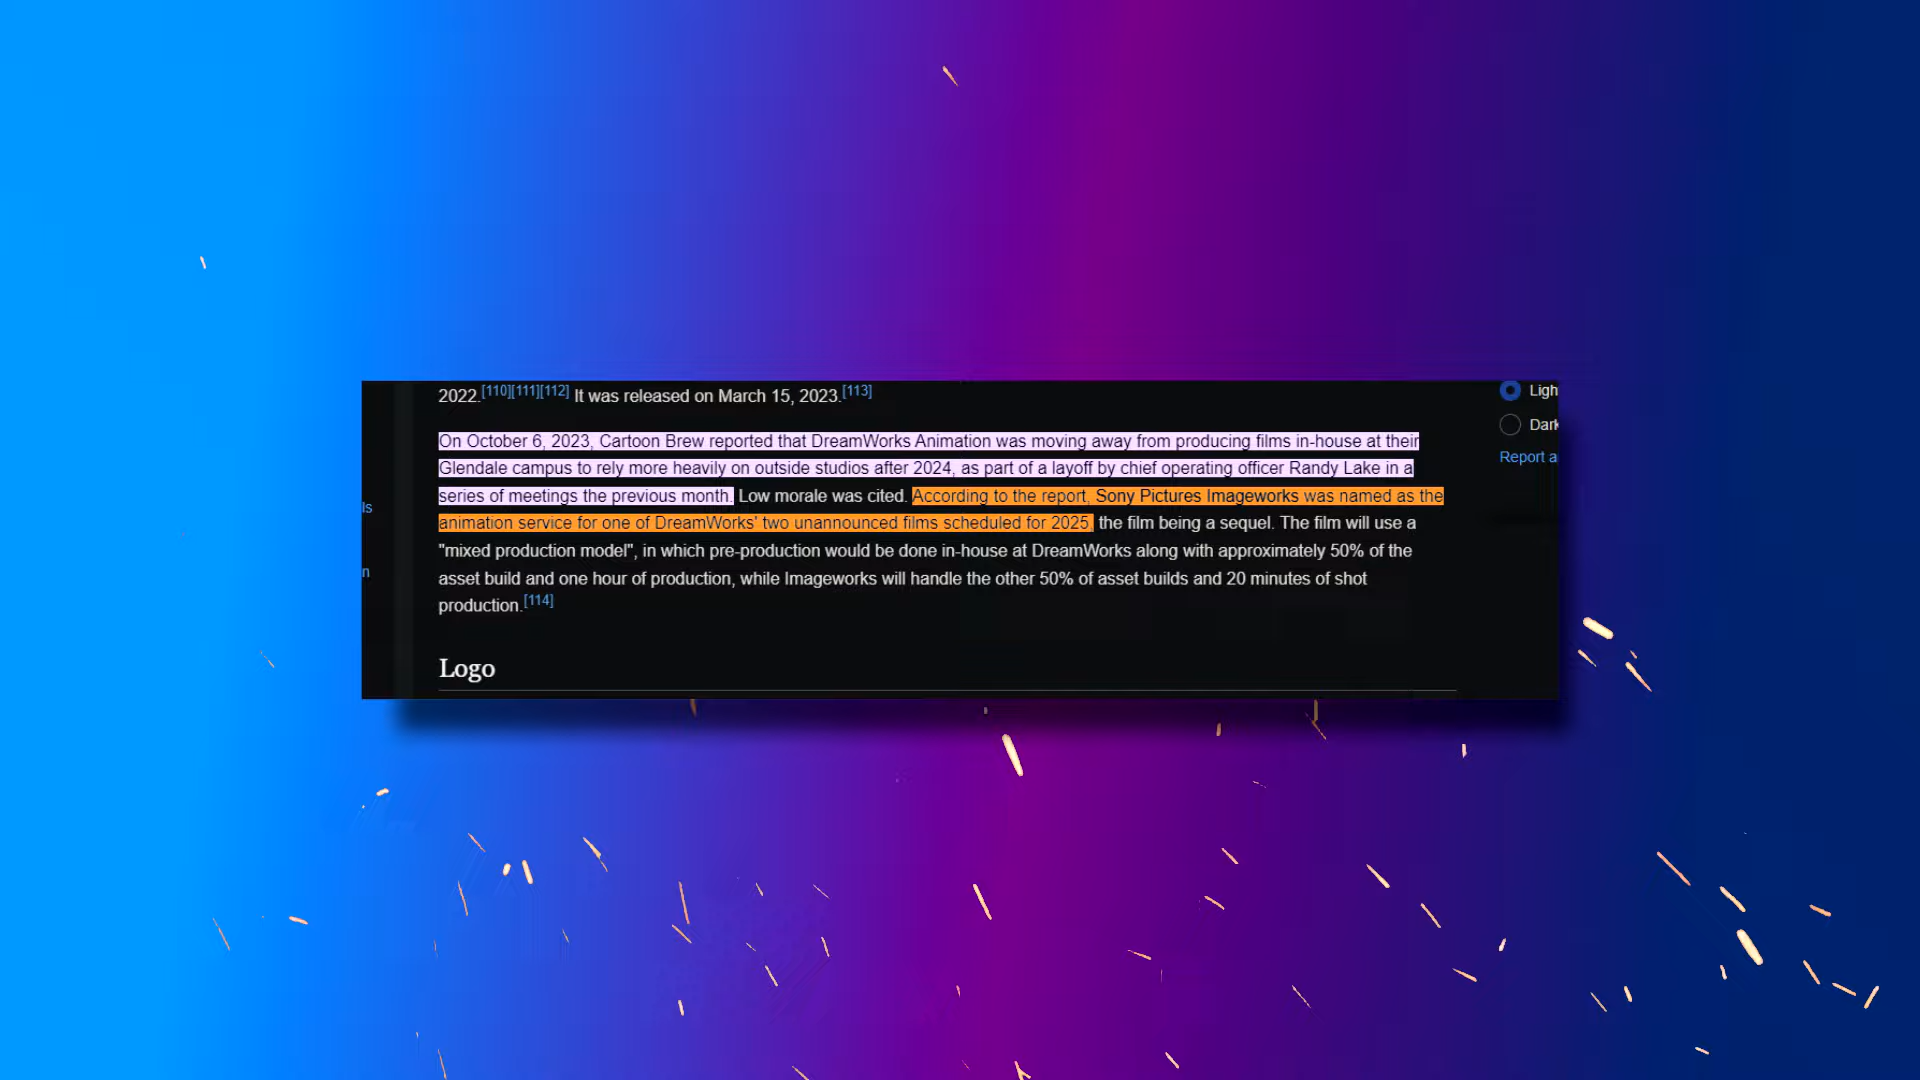 2022.[110][111][112] It was released on March 15, 2023.[113]
On October 6, 2023, Cartoon Brew reported that DreamWorks Animation was moving away from producing films in-house at their
Glendale campus to rely more heavily on outside studios after 2024, as part of a layoff by chief operating officer Randy Lake in a
series of meetings the previous month. Low morale was cited. According to the report, Sony Pictures Imageworks was named as the
animation service for one of DreamWorks' two unannounced films scheduled for 2025, the film being a sequel. The film will use a
"mixed production model", in which pre-production would be done in-house at DreamWorks along with approximately 50% of the
asset build and one hour of production, while Imageworks will handle the other 50% of asset builds and 20 minutes of shot
production.[114]
Logo
ls
n
Ligh
Dark
Report a